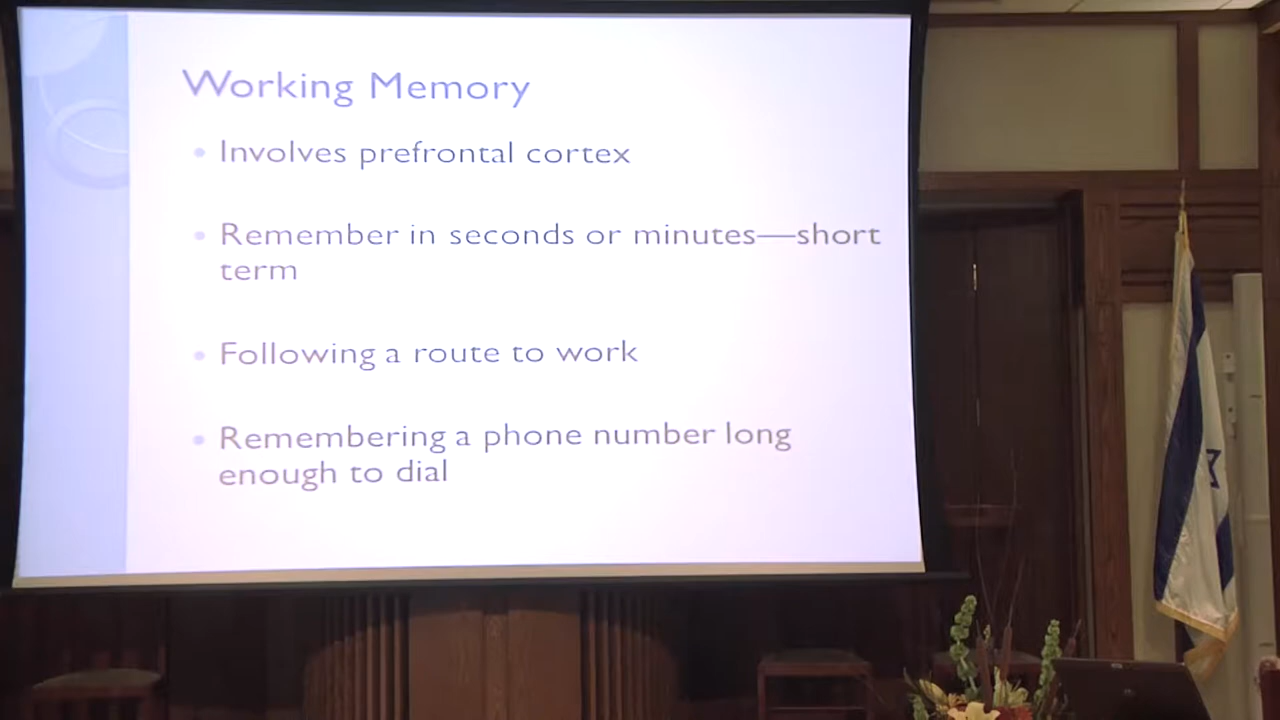 Working Memory
Involves prefrontal cortex
Remember in seconds or minutes—short
term
Following a route to work
Remembering a phone number long
enough to dial